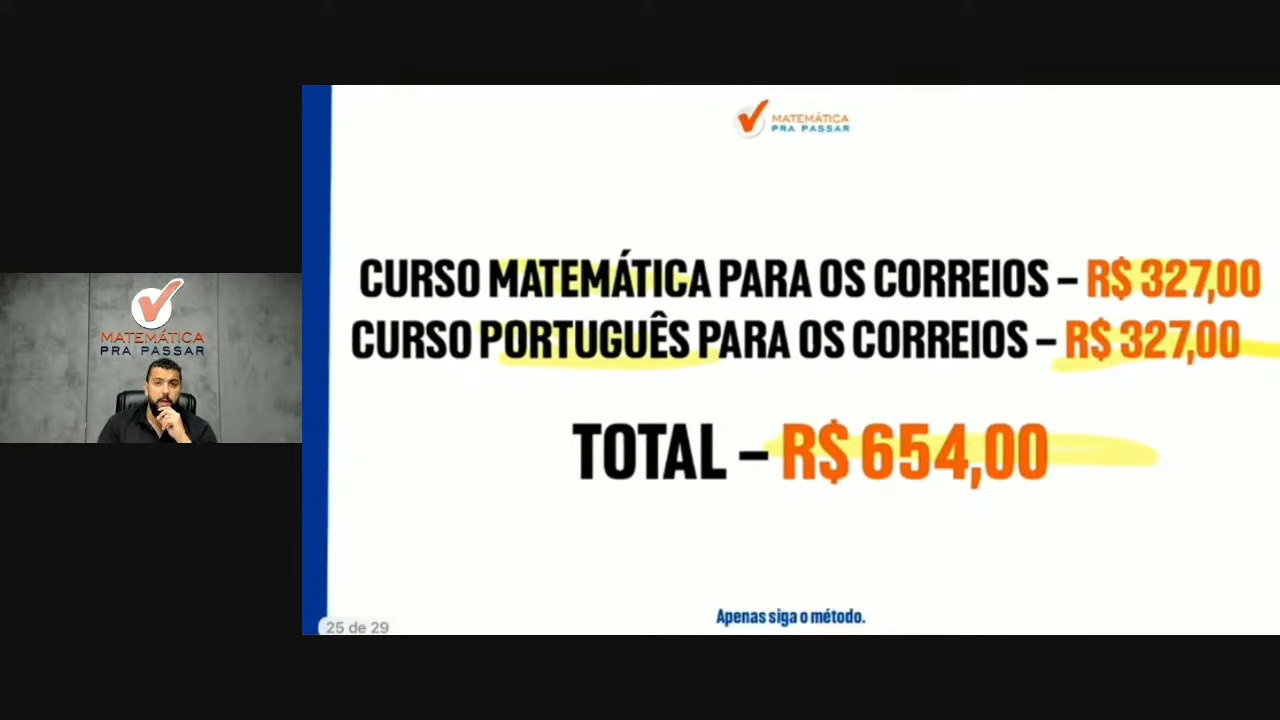 MATEMÁTICA
PRA PASSAR
MATEMÁTICA
PRA PASSAR
CURSO MATEMÁTICA PARA OS CORREIOS – R$ 327,00
CURSO PORTUGUÊS PARA OS CORREIOS – R$ 327,00
TOTAL – R$ 654,00
Apenas siga o método.
25 de 29